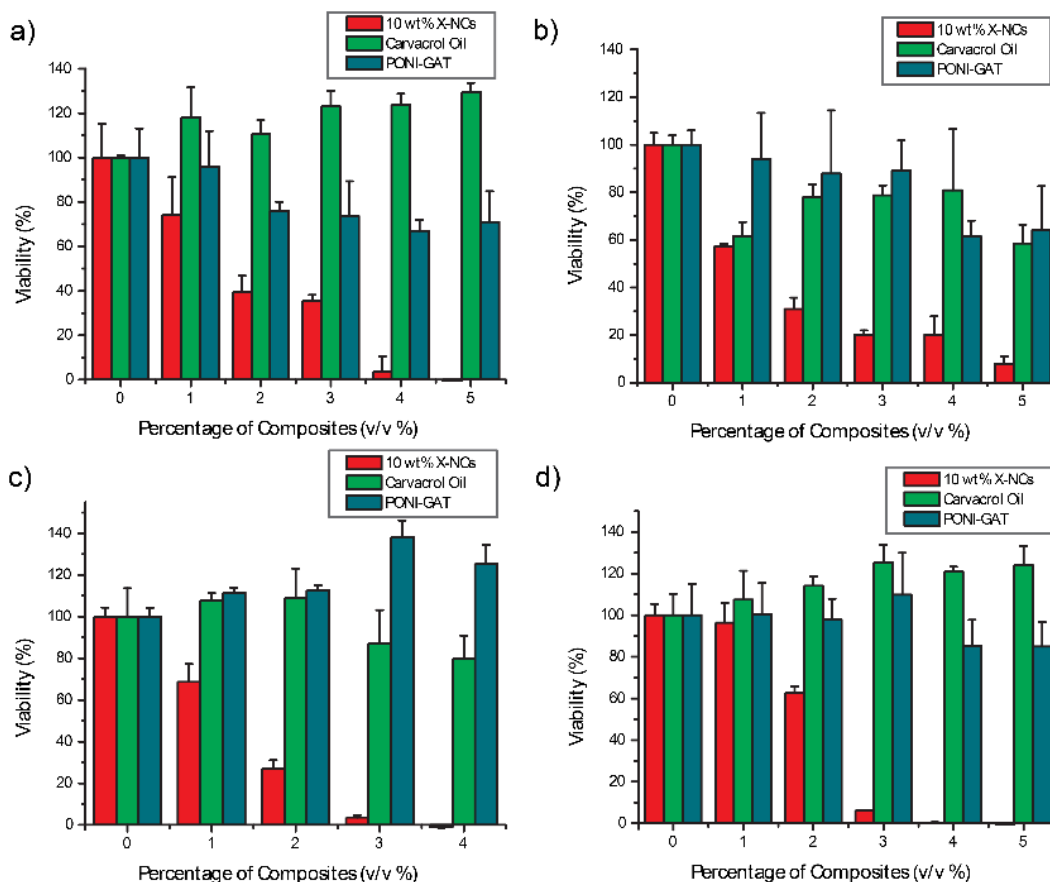 a)
10 wt% X-NCs
Carvacrol Oil
PONI-GAT
140
120
100
80
60
40
20
0
Viability (%)
0 1 2 3 4 5
Percentage of Composites (v/v %)
b)
10 wt% X-NCs
Carvacrol Oil
PONI-GAT
140
120
100
80
60
40
20
0
Viability (%)
0 1 2 3 4 5
Percentage of Composites (v/v %)
c)
10 wt% X-NCs
Carvacrol Oil
PONI-GAT
140
120
100
80
60
40
20
0
Viability (%)
0 1 2 3 4
Percentage of Composites (v/v %)
d)
10 wt% X-NCs
Carvacrol Oil
PONI-GAT
140
120
100
80
60
40
20
0
Viability (%)
0 1 2 3 4 5
Percentage of Composites (v/v %)